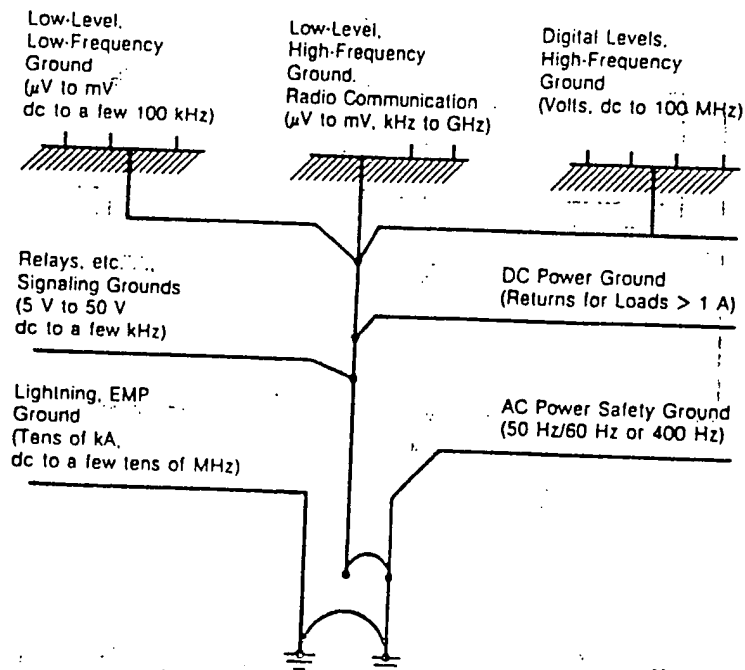 Low-Level,
Low-Frequency
Ground
(μV to mV
dc to a few 100 kHz)
Low-Level,
High-Frequency
Ground.
Radio Communication
(μV to mV, kHz to GHz)
Digital Levels.
High-Frequency
Ground
(Volts, dc to 100 MHz)
Relays, etc.
Signaling Grounds
(5 V to 50 V
dc to a few kHz)
DC Power Ground
(Returns for Loads > 1 A)
Lightning, EMP
Ground
(Tens of kA,
dc to a few tens of MHz)
AC Power Safety Ground
(50 Hz/60 Hz or 400 Hz)